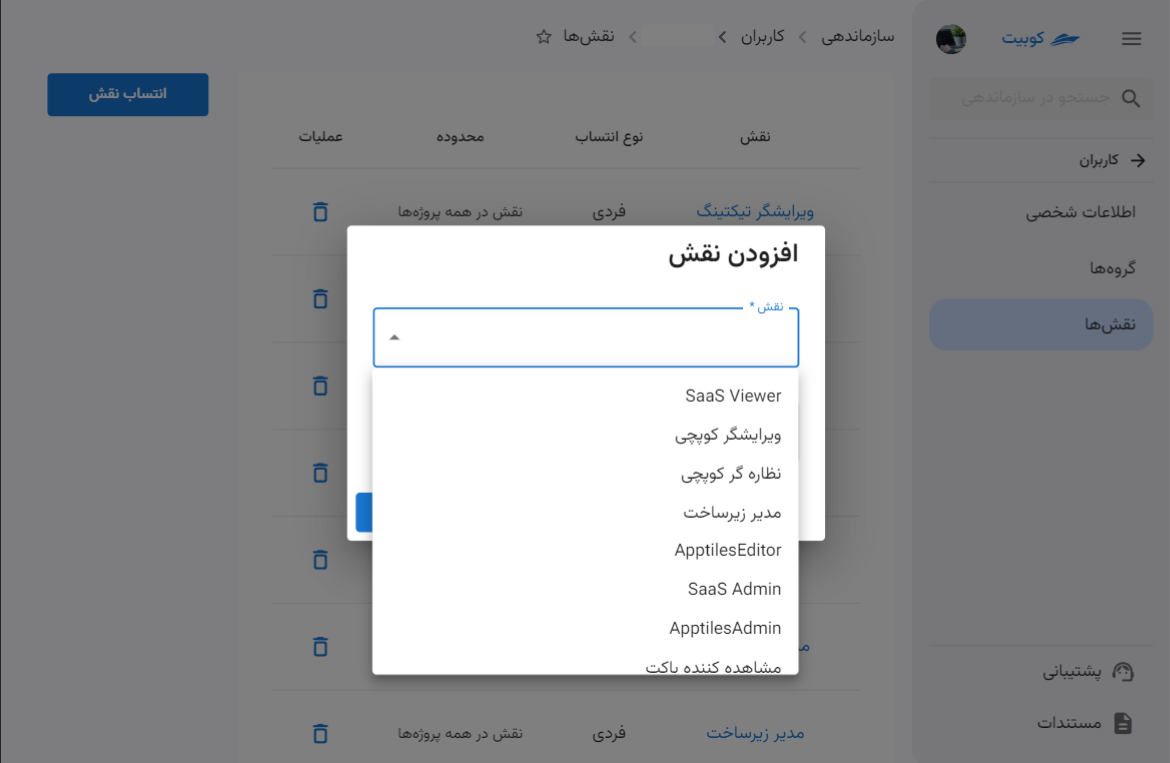 کوبیت
جستجو در سازماندهی
کاربران
اطلاعات شخصی
گروه‌ها
نقش‌ها
پشتیبانی
مستندات
سازماندهی
کاربران
نقش‌ها
انتساب نقش
نقش نوع انتساب محدوده عملیات
ویرایشگر تیکتینگ فردی نقش در همه پروژه‌ها
افزودن نقش
نقش *
SaaS Viewer
ویرایشگر کوپچی
نظاره گر کوپچی
مدیر زیرساخت
ApptilesEditor
SaaS Admin
ApptilesAdmin
مشاهده کننده باکت
مدیر زیرساخت فردی نقش در همه پروژه‌ها